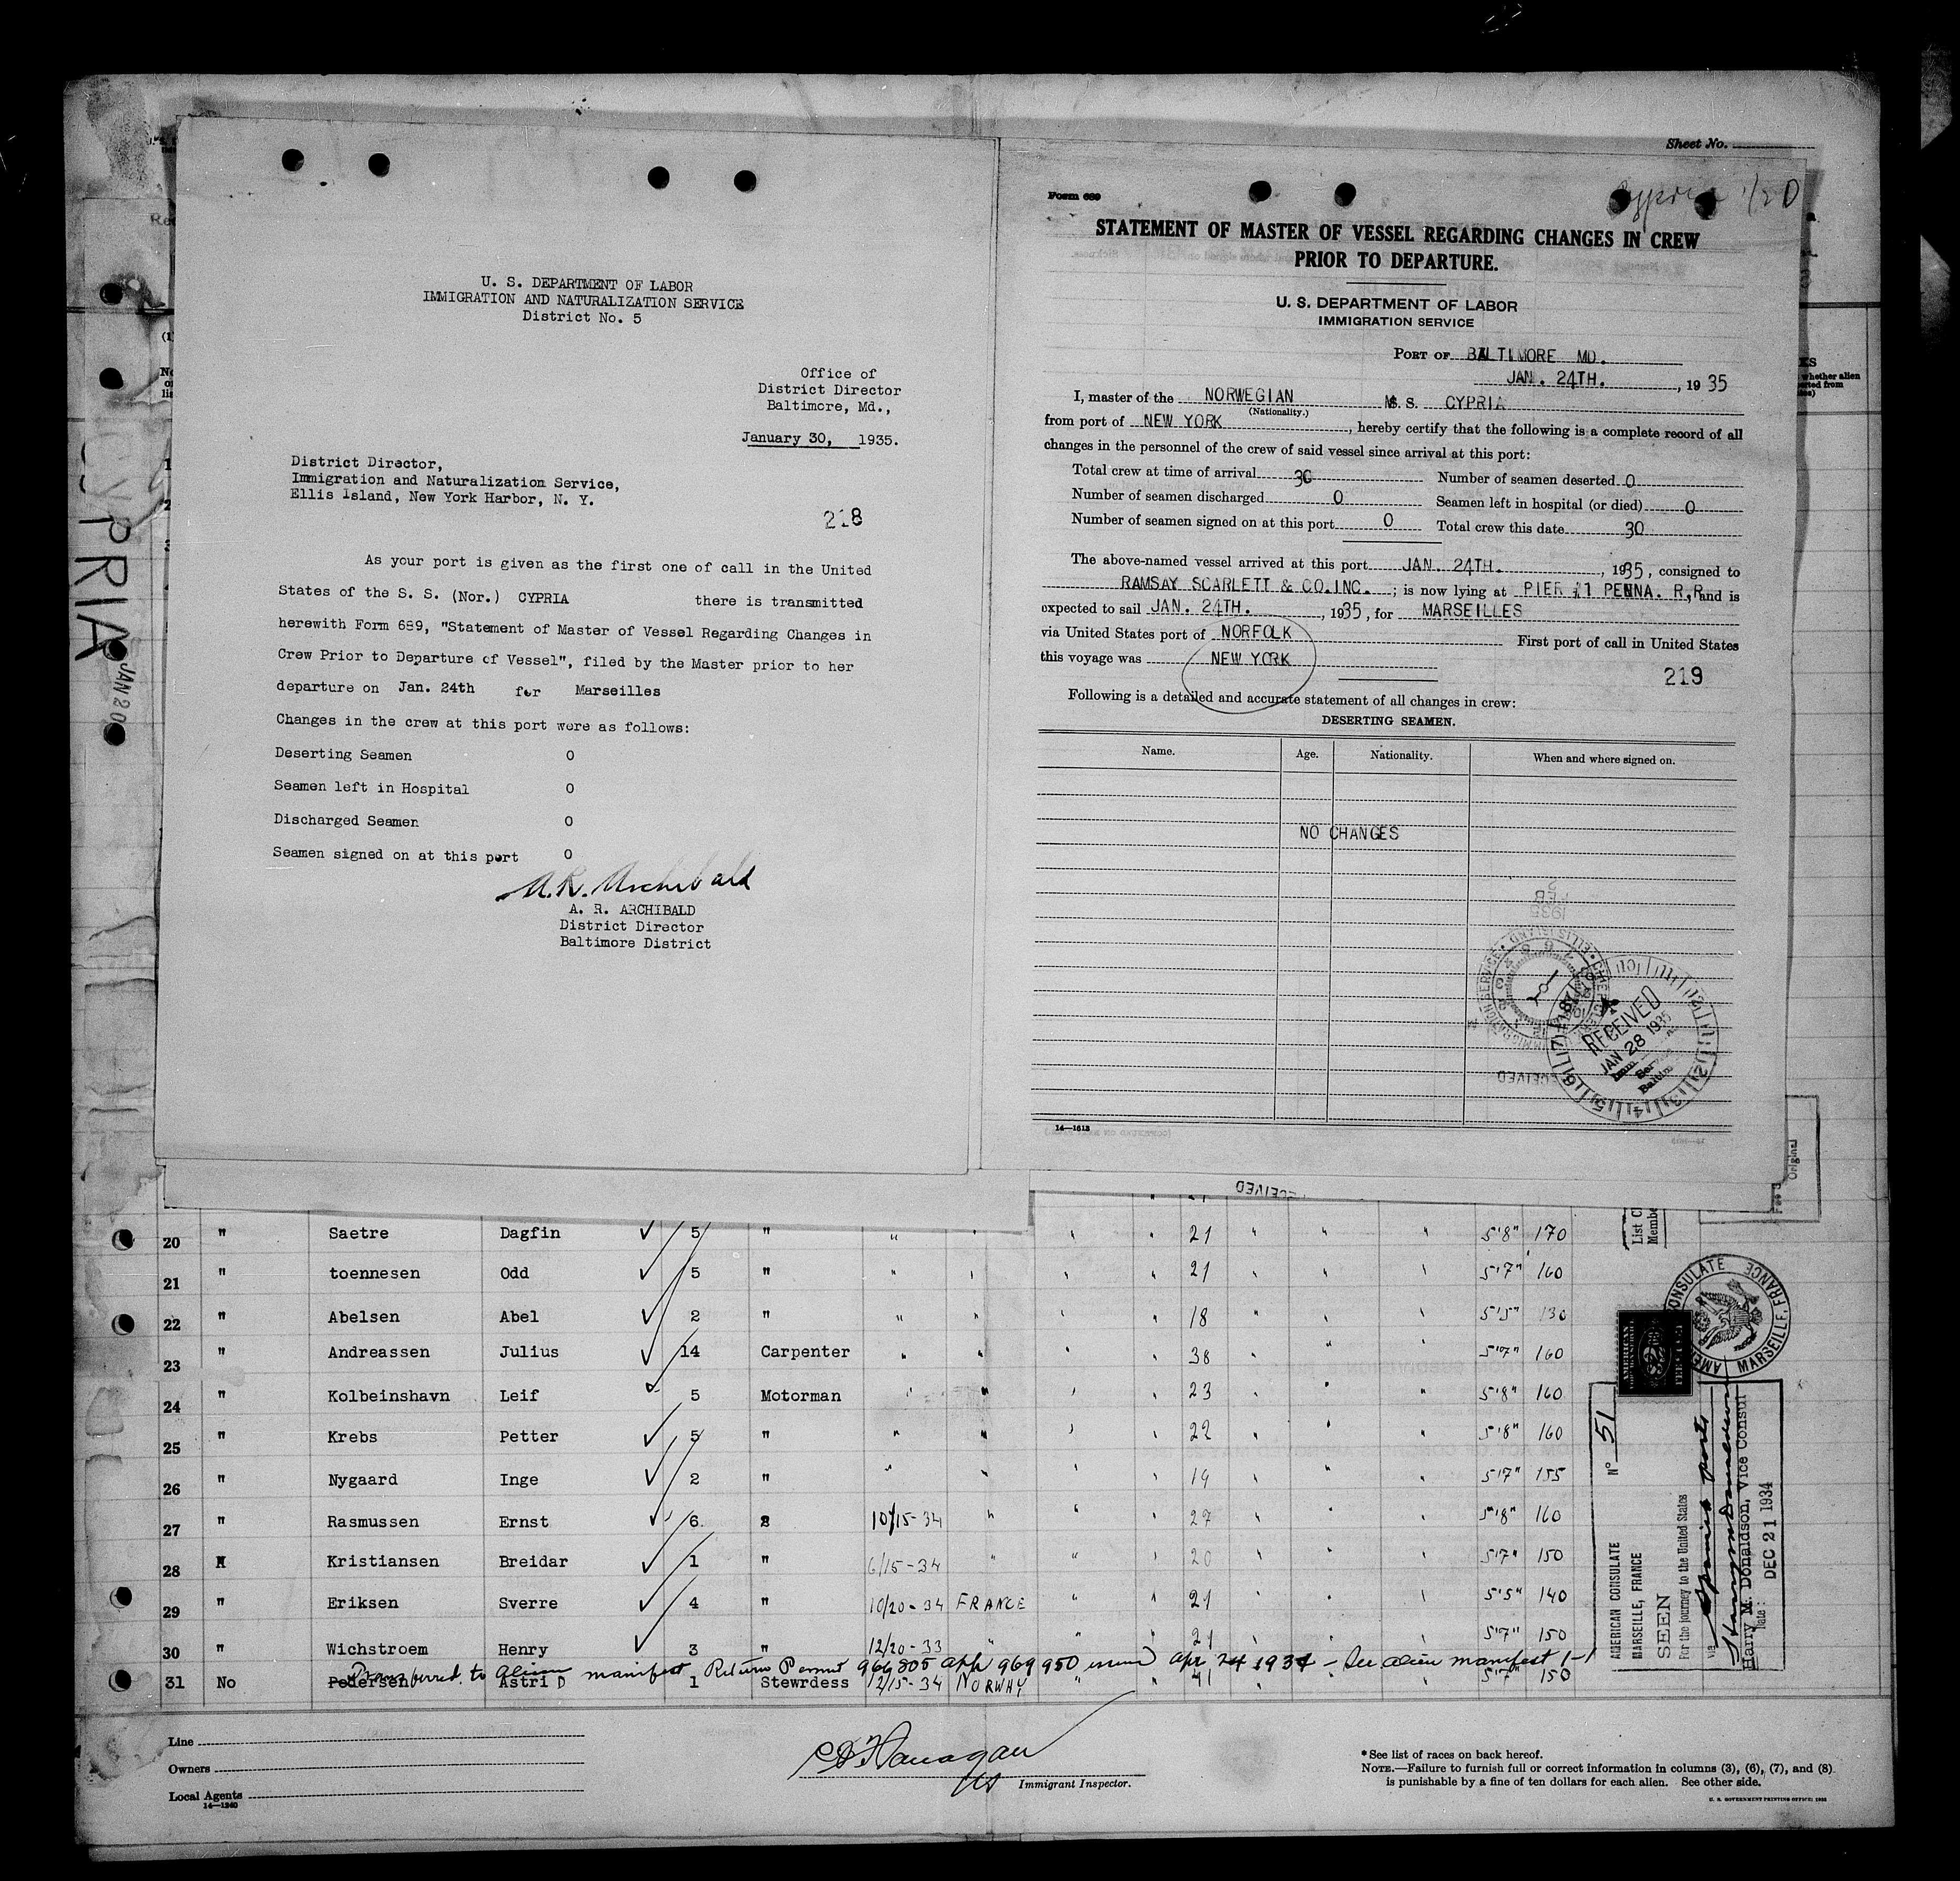 Sheet No.
U. S. DEPARTMENT OF LABOR
IMMIGRATION AND NATURALIZATION SERVICE
District No. 5
Office of
District Director
Baltimore, Md.,
January 30, 1935.
District Director,
Immigration and Naturalization Service,
Ellis Island, New York Harbor, N. Y.
218
As your port is given as the first one of call in the United
States of the S. S. (Nor.) CYPRIA there is transmitted
herewith Form 689, "Statement of Master of Vessel Regarding Changes in
Crew Prior to Departure of Vessel", filed by the Master prior to her
departure on Jan. 24th for Marseilles
Changes in the crew at this port were as follows:
Deserting Seamen 0
Seamen left in Hospital 0
Discharged Seamen 0
Seamen signed on at this port 0
A. R. Archibald
A. R. ARCHIBALD
District Director
Baltimore District
Form 689
Cypria 1/20
STATEMENT OF MASTER OF VESSEL REGARDING CHANGES IN CREW
PRIOR TO DEPARTURE.
U. S. DEPARTMENT OF LABOR
IMMIGRATION SERVICE
PORT OF BALTIMORE MD.
JAN. 24TH. , 1935
I, master of the NORWEGIAN M. S. CYPRIA
(Nationality.)
from port of NEW YORK , hereby certify that the following is a complete record of all
changes in the personnel of the crew of said vessel since arrival at this port:
Total crew at time of arrival 30 Number of seamen deserted 0
Number of seamen discharged 0 Seamen left in hospital (or died) 0
Number of seamen signed on at this port 0 Total crew this date 30
The above-named vessel arrived at this port JAN. 24TH. , 1935, consigned to
RAMSAY SCARLETT & CO.INC. ; is now lying at PIER #1 PENNA. R,R and is
expected to sail JAN. 24TH. , 1935, for MARSEILLES
via United States port of NORFOLK First port of call in United States
this voyage was NEW YORK
219
Following is a detailed and accurate statement of all changes in crew:
DESERTING SEAMEN.
Name. Age. Nationality. When and where signed on.
NO CHANGES
RECEIVED
JAN 28 1935
14—1613
CYPRIA
JAN 20
20 " Saetre Dagfin 5 " " " " " 21 " " " 5'8" 170
21 " toennesen Odd 5 " " " " " 21 " " " 5'7" 160
22 " Abelsen Abel 2 " " " " " 18 " " " 5'5" 130
23 " Andreassen Julius 14 Carpenter " " " " 38 " " " 5'7" 160
24 " Kolbeinshavn Leif 5 Motorman " " " " 23 " " " 5'8" 160
25 " Krebs Petter 5 " " " " " 22 " " " 5'8" 160
26 " Nygaard Inge 2 " " " " " 19 " " " 5'7" 155
27 " Rasmussen Ernst 6 " 10/15-34 " " " 27 " " " 5'8" 160
28 " Kristiansen Breidar 1 " 6/15-34 " " " 20 " " " 5'7" 150
29 " Eriksen Sverre 4 " 10/20-34 FRANCE " " 21 " " " 5'5" 140
30 " Wichstroem Henry 3 " 12/20-33 " " " 21 " " " 5'7" 150
Transferred to alien manifest Return Permit 966805 969950 issued Apr 24 1934 - See alien manifest 1-1
31 No Pedersen Astri D 1 Stewrdess 12/15-34 NORWAY " " 41 " " 5'7" 150
AMERICAN CONSULATE
MARSEILLE, FRANCE
Nº 51
AMERICAN CONSULATE
MARSEILLE, FRANCE
SEEN
For the journey to the United States
via Spanish ports
Harry M. Donaldson, Vice Consul
Date: DEC 21 1934
Line
Owners
Local Agents
14—1240
Immigrant Inspector.
*See list of races on back hereof.
NOTE.—Failure to furnish full or correct information in columns (3), (6), (7), and (8)
is punishable by a fine of ten dollars for each alien. See other side.
U. S. GOVERNMENT PRINTING OFFICE: 1932